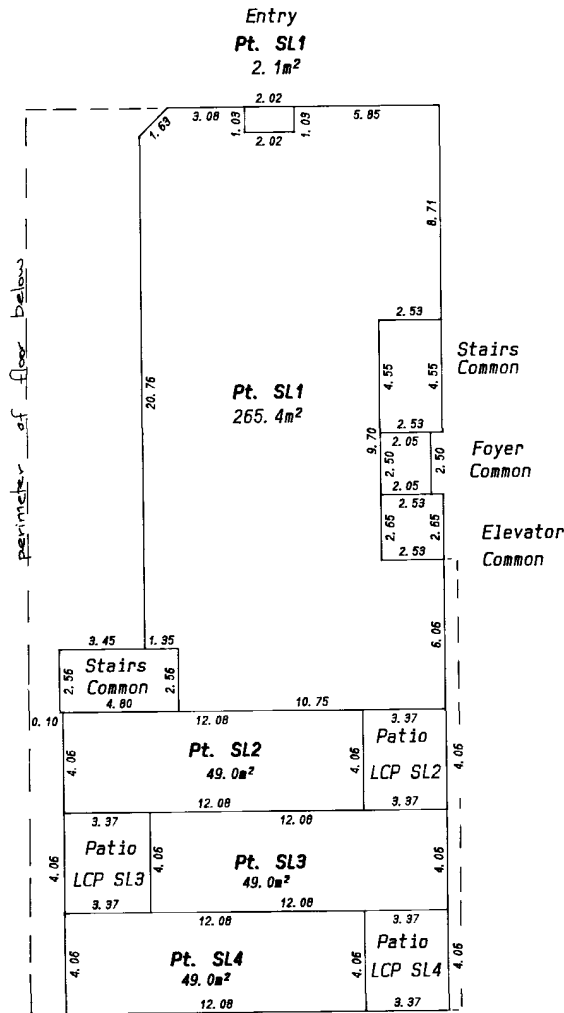 Entry
Pt. SL1
2.1m²
2.02
1.63
3.08
1.03
1.03
5.85
2.02
8.71
perimeter of floor below
2.53
Stairs
Common
4.55
4.55
20.76
Pt. SL1
265.4m²
2.53
9.70
2.05
2.50
2.50
Foyer
Common
2.05
2.53
2.65
2.65
Elevator
Common
2.53
6.06
3.45
1.35
Stairs
Common
2.56
2.56
4.80
10.75
0.10
12.08
3.37
4.06
Pt. SL2
49.0m²
Patio
LCP SL2
4.06
12.08
3.37
3.37
12.08
4.06
Patio
LCP SL3
4.06
Pt. SL3
49.0m²
4.06
3.37
12.08
3.37
4.06
Pt. SL4
49.0m²
4.06
Patio
LCP SL4
4.06
12.08
3.37